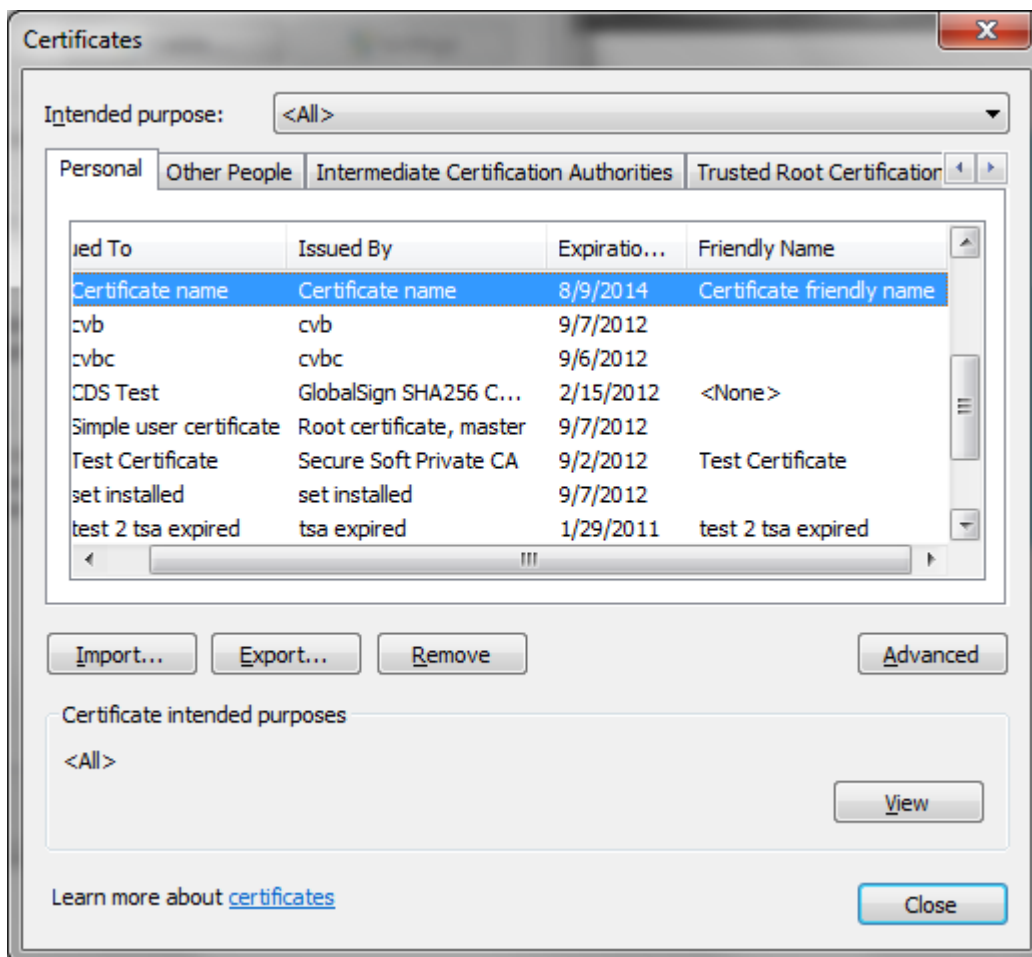 Certificates
Intended purpose: <All>
Personal Other People Intermediate Certification Authorities Trusted Root Certification
ued To Issued By Expiratio... Friendly Name
Certificate name Certificate name 8/9/2014 Certificate friendly name
cvb cvb 9/7/2012
cvbc cvbc 9/6/2012
CDS Test GlobalSign SHA256 C... 2/15/2012 <None>
Simple user certificate Root certificate, master 9/7/2012
Test Certificate Secure Soft Private CA 9/2/2012 Test Certificate
set installed set installed 9/7/2012
test 2 tsa expired tsa expired 1/29/2011 test 2 tsa expired
Import... Export... Remove Advanced
Certificate intended purposes
<All>
View
Learn more about certificates
Close